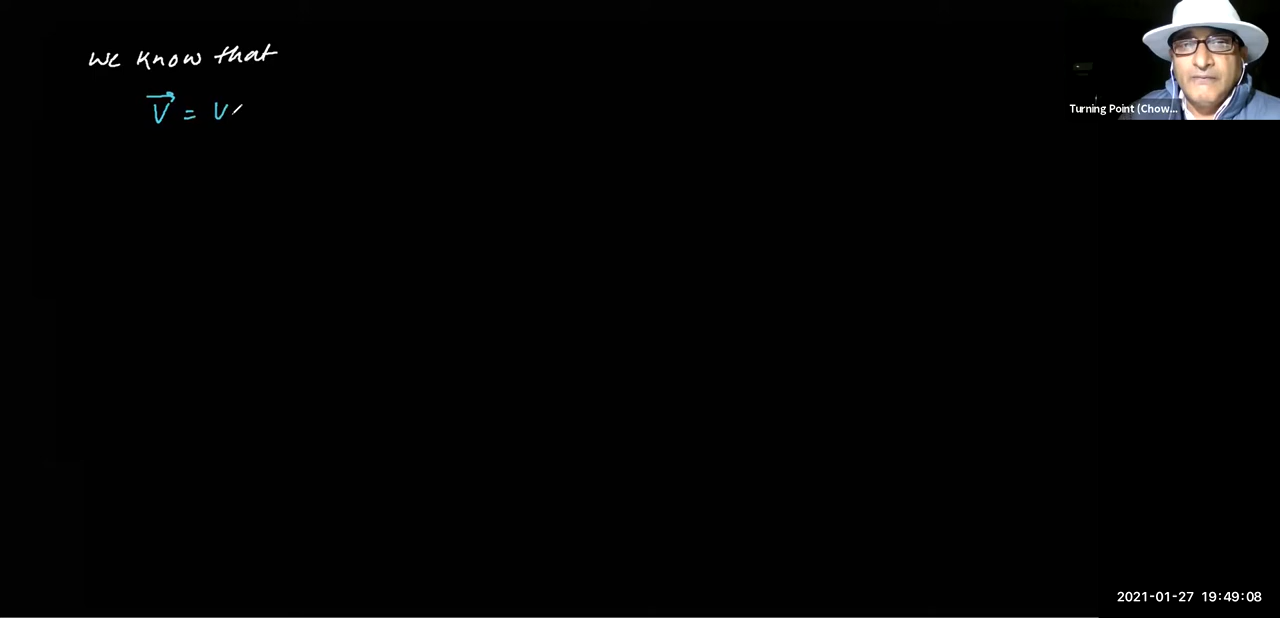 we know that
V⃗ = V
Turning Point (Chow...
2021-01-27 19:49:08